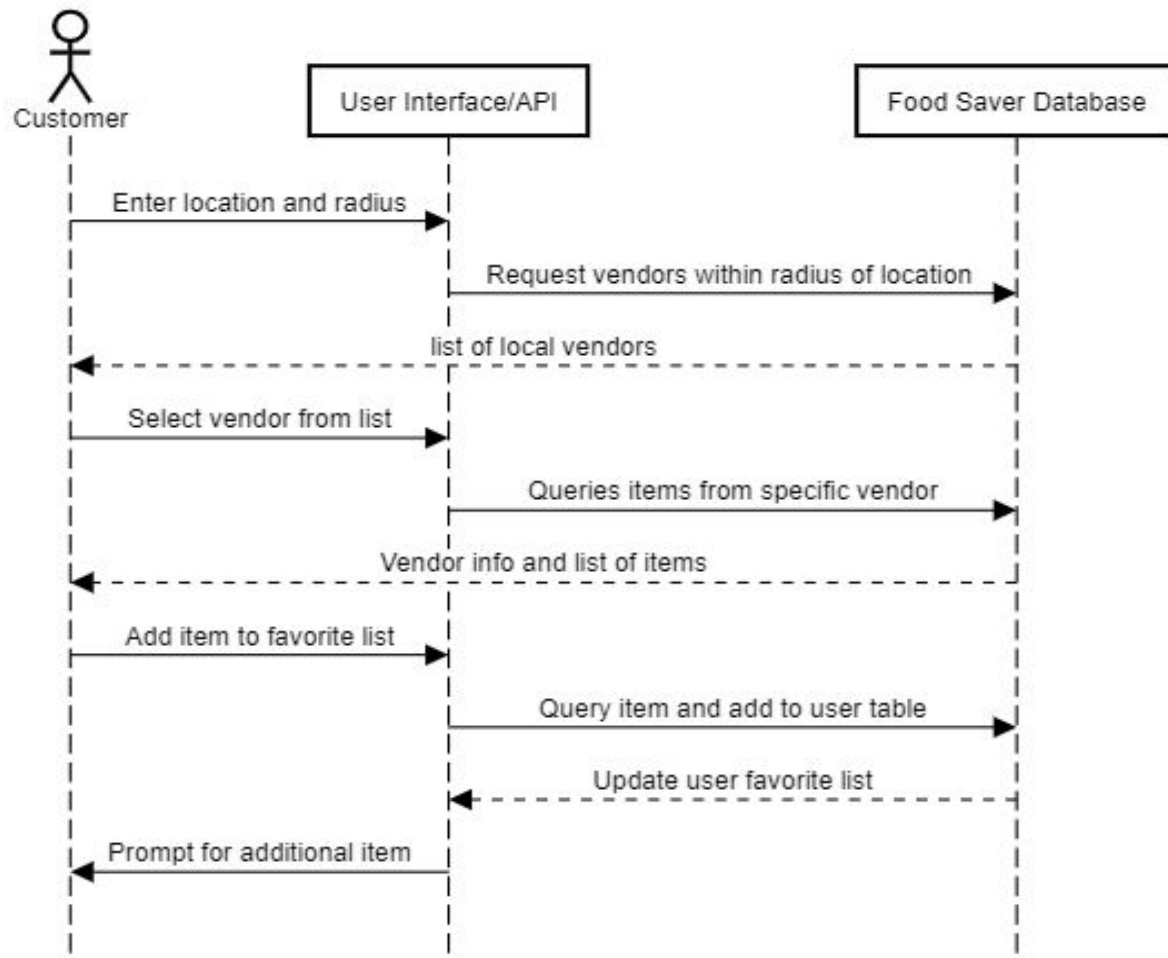 Customer
User Interface/API
Food Saver Database
Enter location and radius
Request vendors within radius of location
list of local vendors
Select vendor from list
Queries items from specific vendor
Vendor info and list of items
Add item to favorite list
Query item and add to user table
Update user favorite list
Prompt for additional item